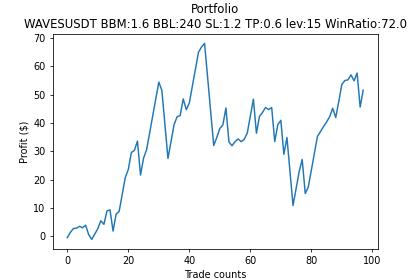 Portfolio
WAVESUSDT BBM:1.6 BBL:240 SL:1.2 TP:0.6 lev:15 WinRatio:72.0
Profit ($)
70
60
50
40
30
20
10
0
0 20 40 60 80 100
Trade counts